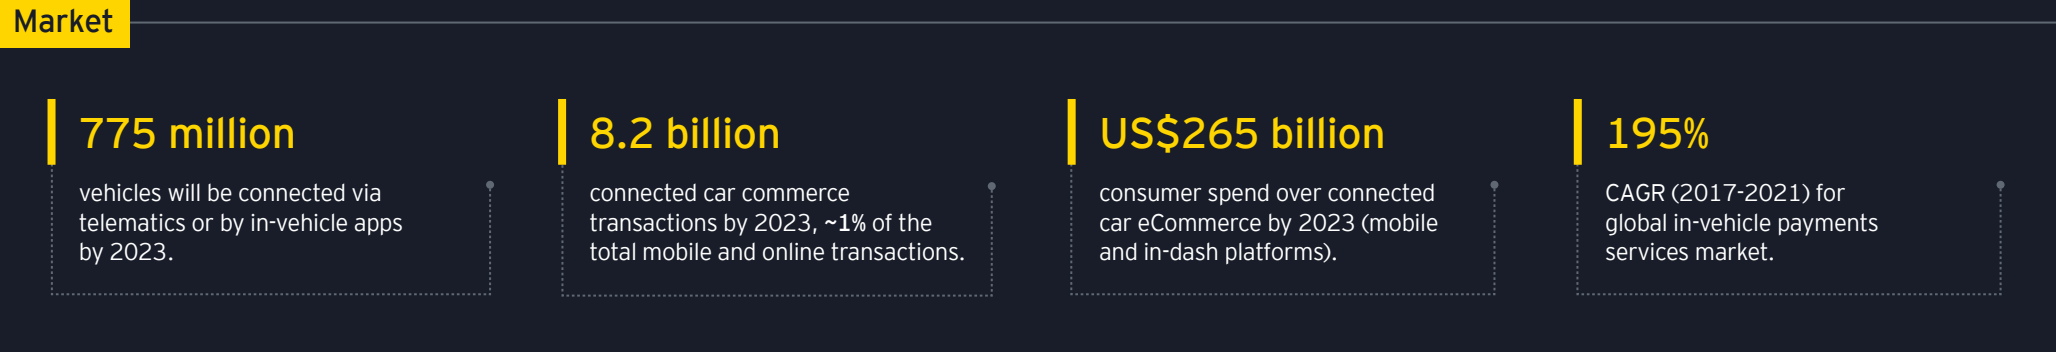 Market
775 million
vehicles will be connected via
telematics or by in-vehicle apps
by 2023.
8.2 billion
connected car commerce
transactions by 2023, ~1% of the
total mobile and online transactions.
US$265 billion
consumer spend over connected
car eCommerce by 2023 (mobile
and in-dash platforms).
195%
CAGR (2017-2021) for
global in-vehicle payments
services market.